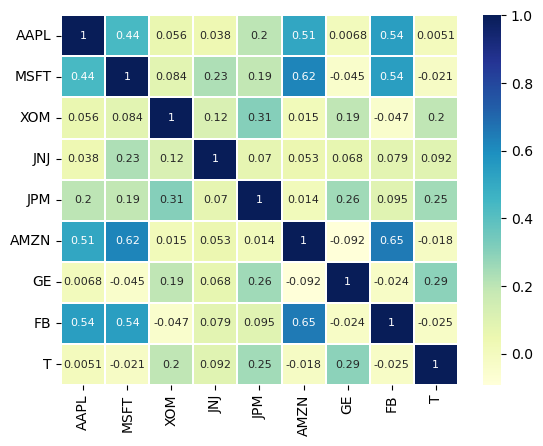 AAPL 1 0.44 0.056 0.038 0.2 0.51 0.0068 0.54 0.0051
MSFT 0.44 1 0.084 0.23 0.19 0.62 -0.045 0.54 -0.021
XOM 0.056 0.084 1 0.12 0.31 0.015 0.19 -0.047 0.2
JNJ 0.038 0.23 0.12 1 0.07 0.053 0.068 0.079 0.092
JPM 0.2 0.19 0.31 0.07 1 0.014 0.26 0.095 0.25
AMZN 0.51 0.62 0.015 0.053 0.014 1 -0.092 0.65 -0.018
GE 0.0068 -0.045 0.19 0.068 0.26 -0.092 1 -0.024 0.29
FB 0.54 0.54 -0.047 0.079 0.095 0.65 -0.024 1 -0.025
T 0.0051 -0.021 0.2 0.092 0.25 -0.018 0.29 -0.025 1
AAPL MSFT XOM JNJ JPM AMZN GE FB T
1.0
0.8
0.6
0.4
0.2
0.0